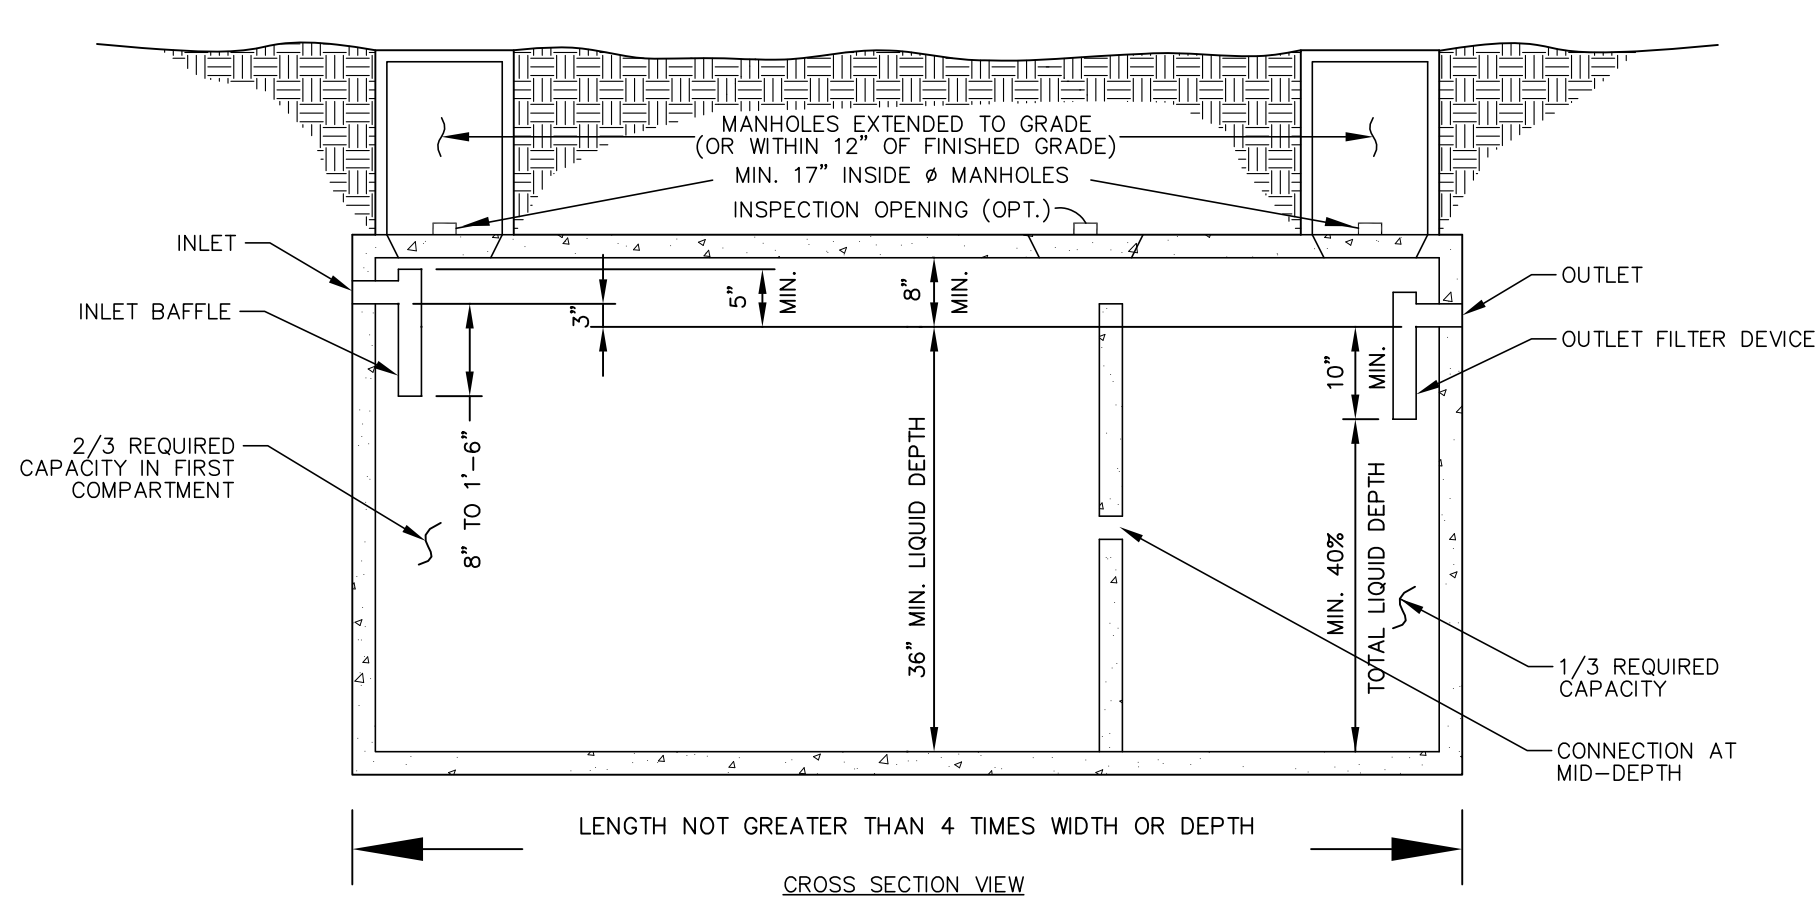 MANHOLES EXTENDED TO GRADE
(OR WITHIN 12” OF FINISHED GRADE)
MIN. 17” INSIDE ø MANHOLES
INSPECTION OPENING (OPT.)
INLET
INLET BAFFLE
2/3 REQUIRED
CAPACITY IN FIRST
COMPARTMENT
8” TO 1’-6”
3”
5”
MIN.
8”
MIN.
36” MIN. LIQUID DEPTH
10”
MIN.
MIN. 40%
TOTAL LIQUID DEPTH
OUTLET
OUTLET FILTER DEVICE
1/3 REQUIRED
CAPACITY
CONNECTION AT
MID-DEPTH
LENGTH NOT GREATER THAN 4 TIMES WIDTH OR DEPTH
CROSS SECTION VIEW